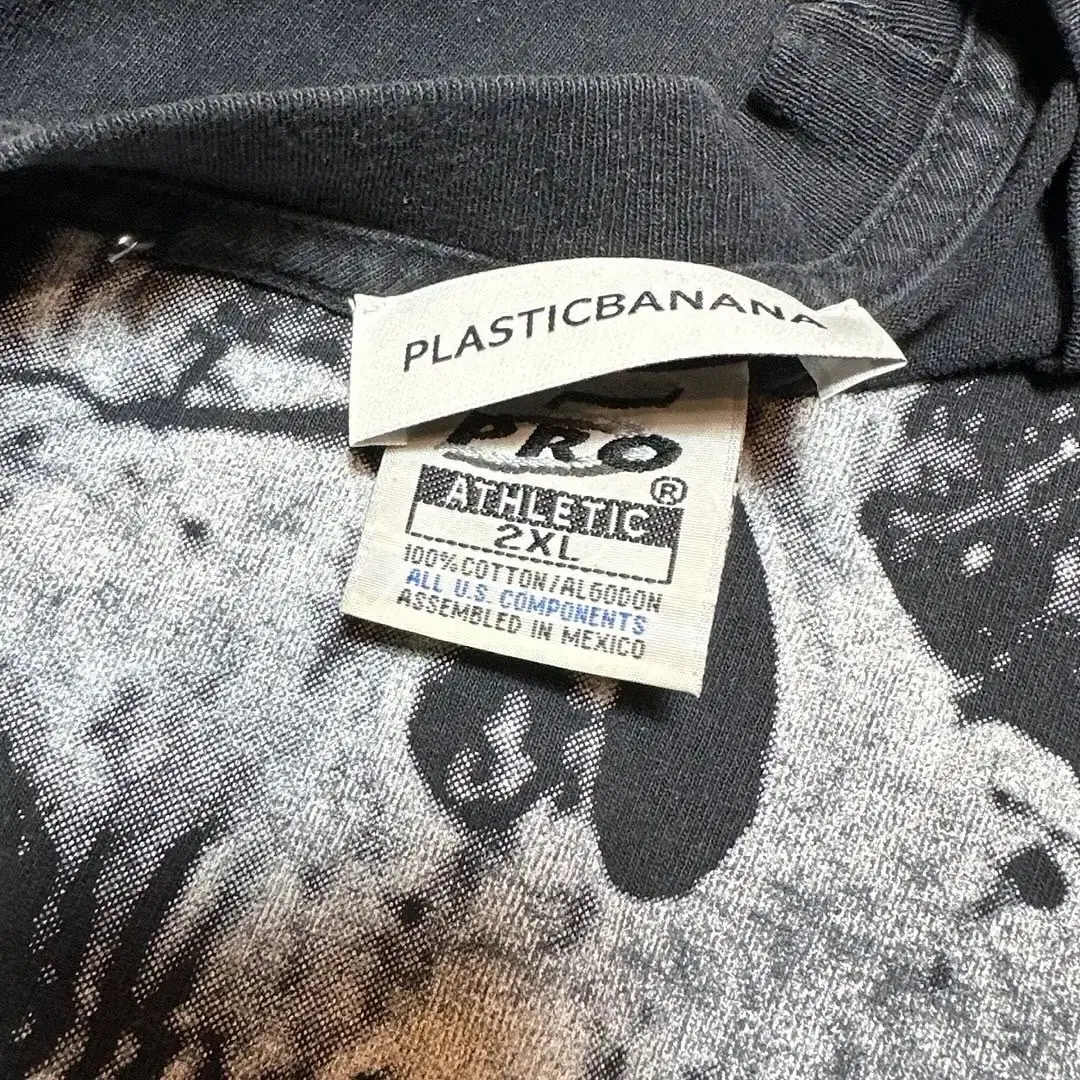 PLASTICBANANA
PRO
ATHLETIC ®
2XL
100% COTTON/ALGODON
ALL U.S. COMPONENTS
ASSEMBLED IN MEXICO